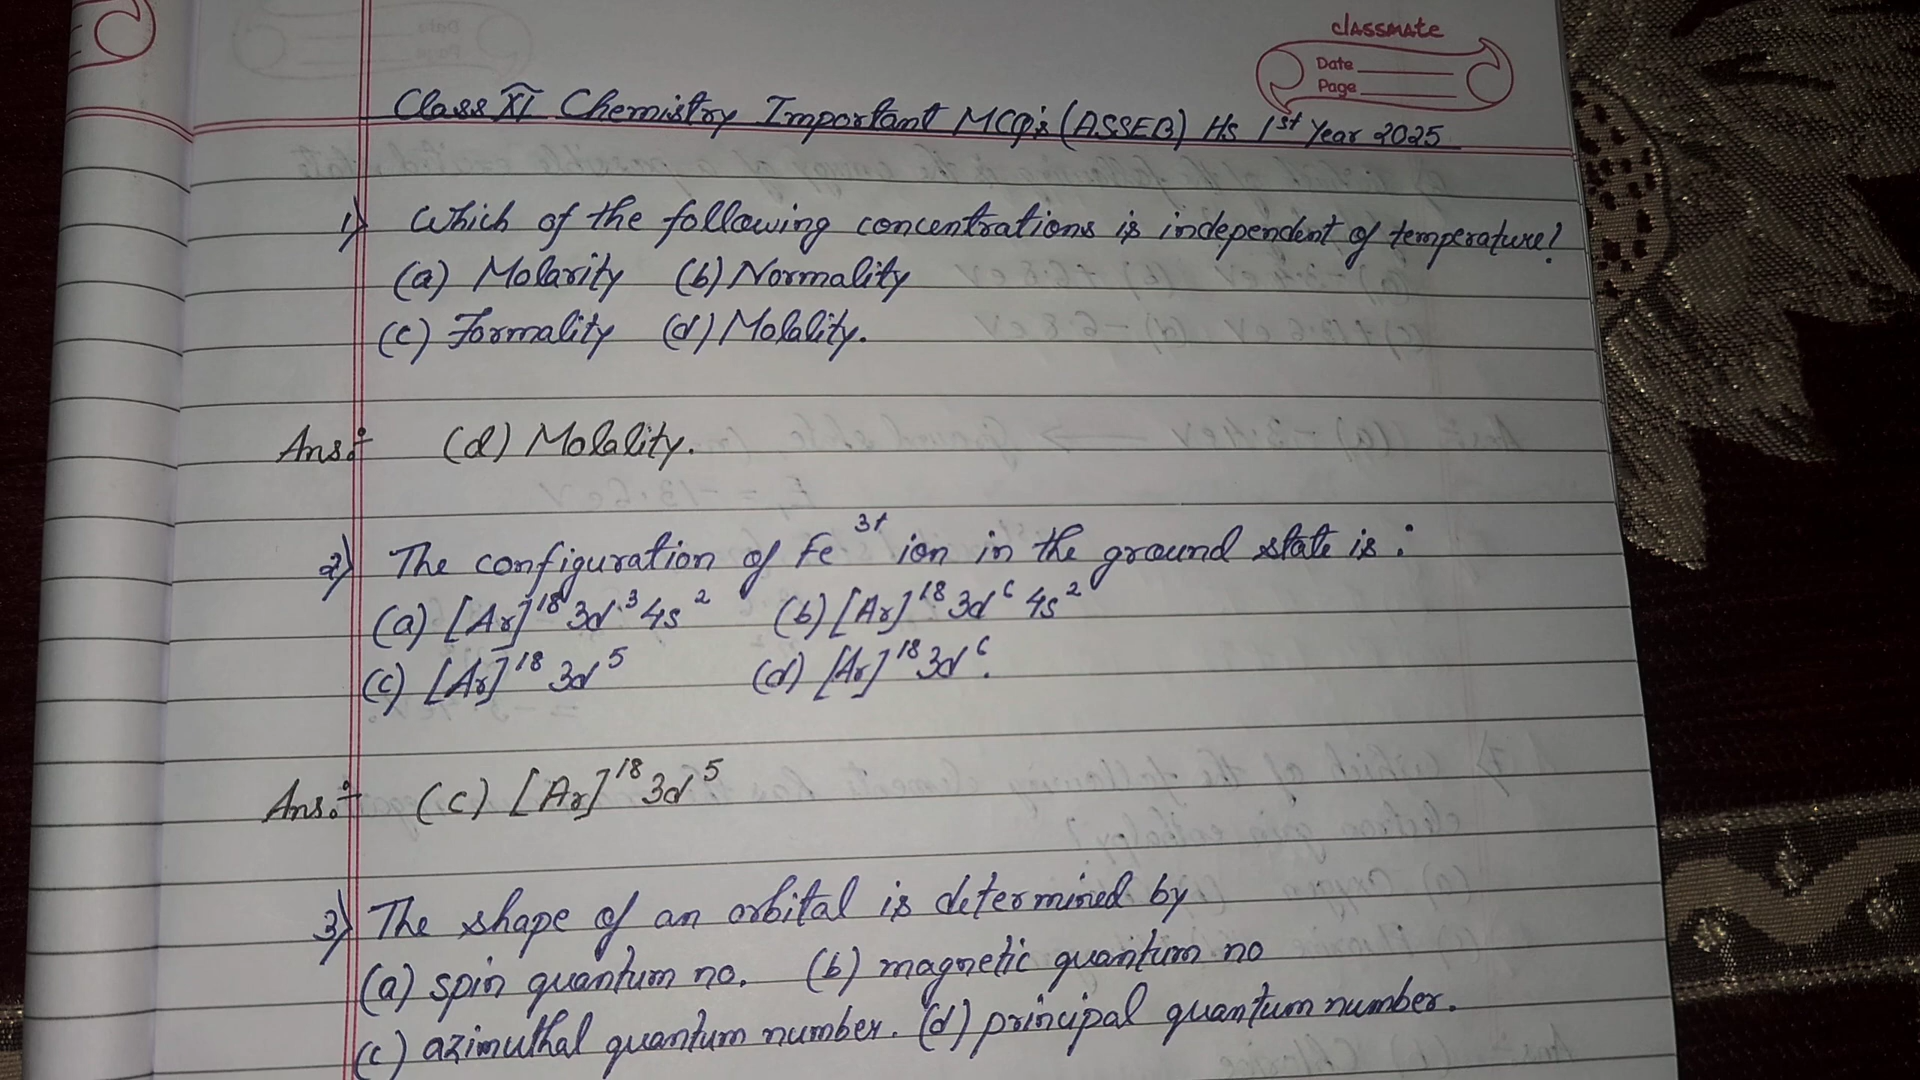 classmate
Date
Page
Class XI Chemistry Important MCQ's (ASSEB) Hs 1st Year 2025
1) Which of the following concentrations is independent of temperature?
(a) Molarity (b) Normality
(c) Formality (d) Molality.
Ans:- (d) Molality.
2) The configuration of Fe³⁺ ion in the ground state is :
(a) [Ar]¹⁸ 3d³ 4s² (b) [Ar]¹⁸ 3d⁶ 4s²
(c) [Ar]¹⁸ 3d⁵ (d) [Ar]¹⁸ 3d⁶.
Ans:- (c) [Ar]¹⁸ 3d⁵
3) The shape of an orbital is determined by
(a) spin quantum no. (b) magnetic quantum no
(c) azimuthal quantum number. (d) principal quantum number.